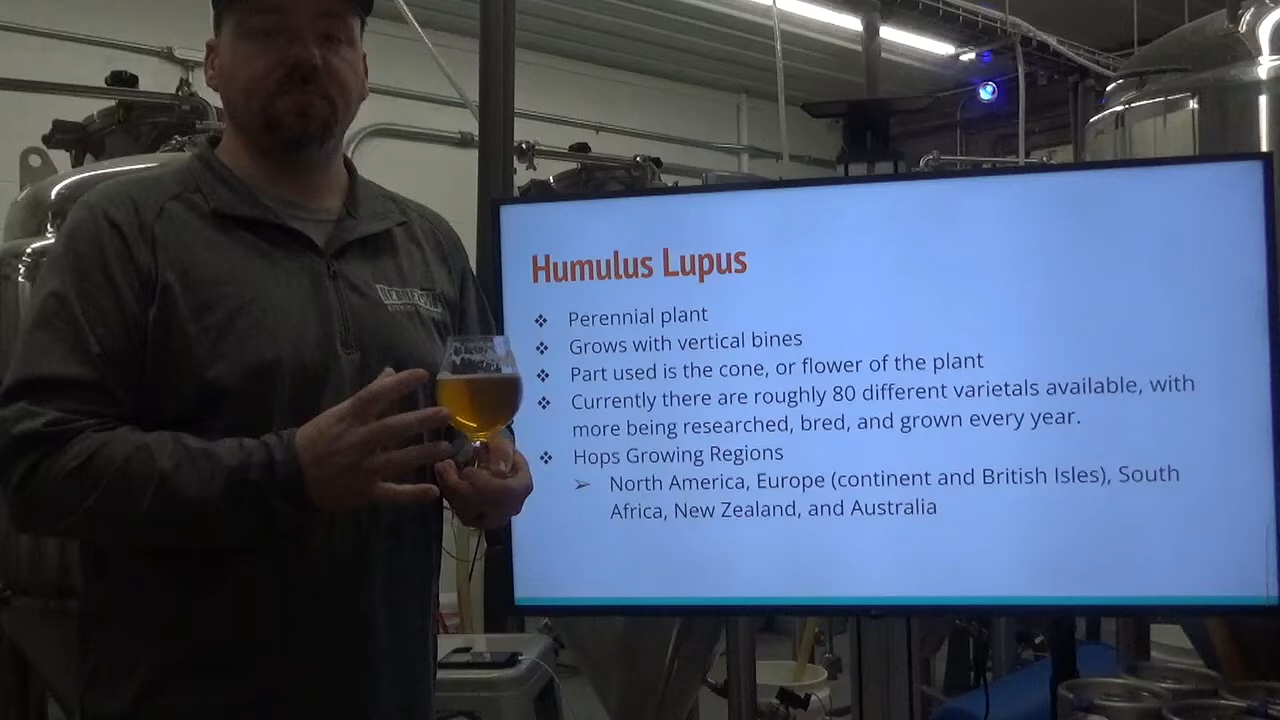 Humulus Lupus
❖ Perennial plant
❖ Grows with vertical bines
❖ Part used is the cone, or flower of the plant
❖ Currently there are roughly 80 different varietals available, with
more being researched, bred, and grown every year.
❖ Hops Growing Regions
➢ North America, Europe (continent and British Isles), South
Africa, New Zealand, and Australia